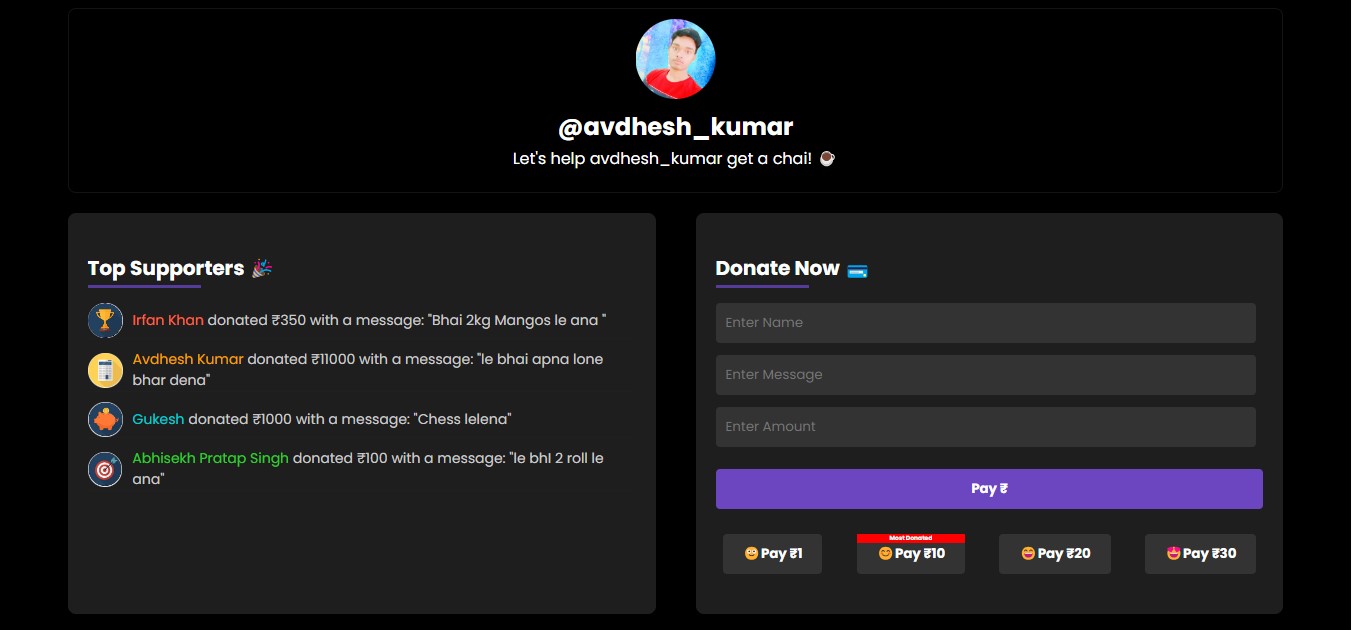 @avdhesh_kumar
Let's help avdhesh_kumar get a chai! ☕
Top Supporters 🎉
Irfan Khan donated ₹350 with a message: "Bhai 2kg Mangos le ana "
Avdhesh Kumar donated ₹11000 with a message: "le bhai apna lone
bhar dena"
Gukesh donated ₹1000 with a message: "Chess lelena"
Abhisekh Pratap Singh donated ₹100 with a message: "le bhI 2 roll le
ana"
Donate Now 💳
Enter Name
Enter Message
Enter Amount
Pay ₹
Most Donated
😳 Pay ₹1
😊 Pay ₹10
😄 Pay ₹20
🤩 Pay ₹30